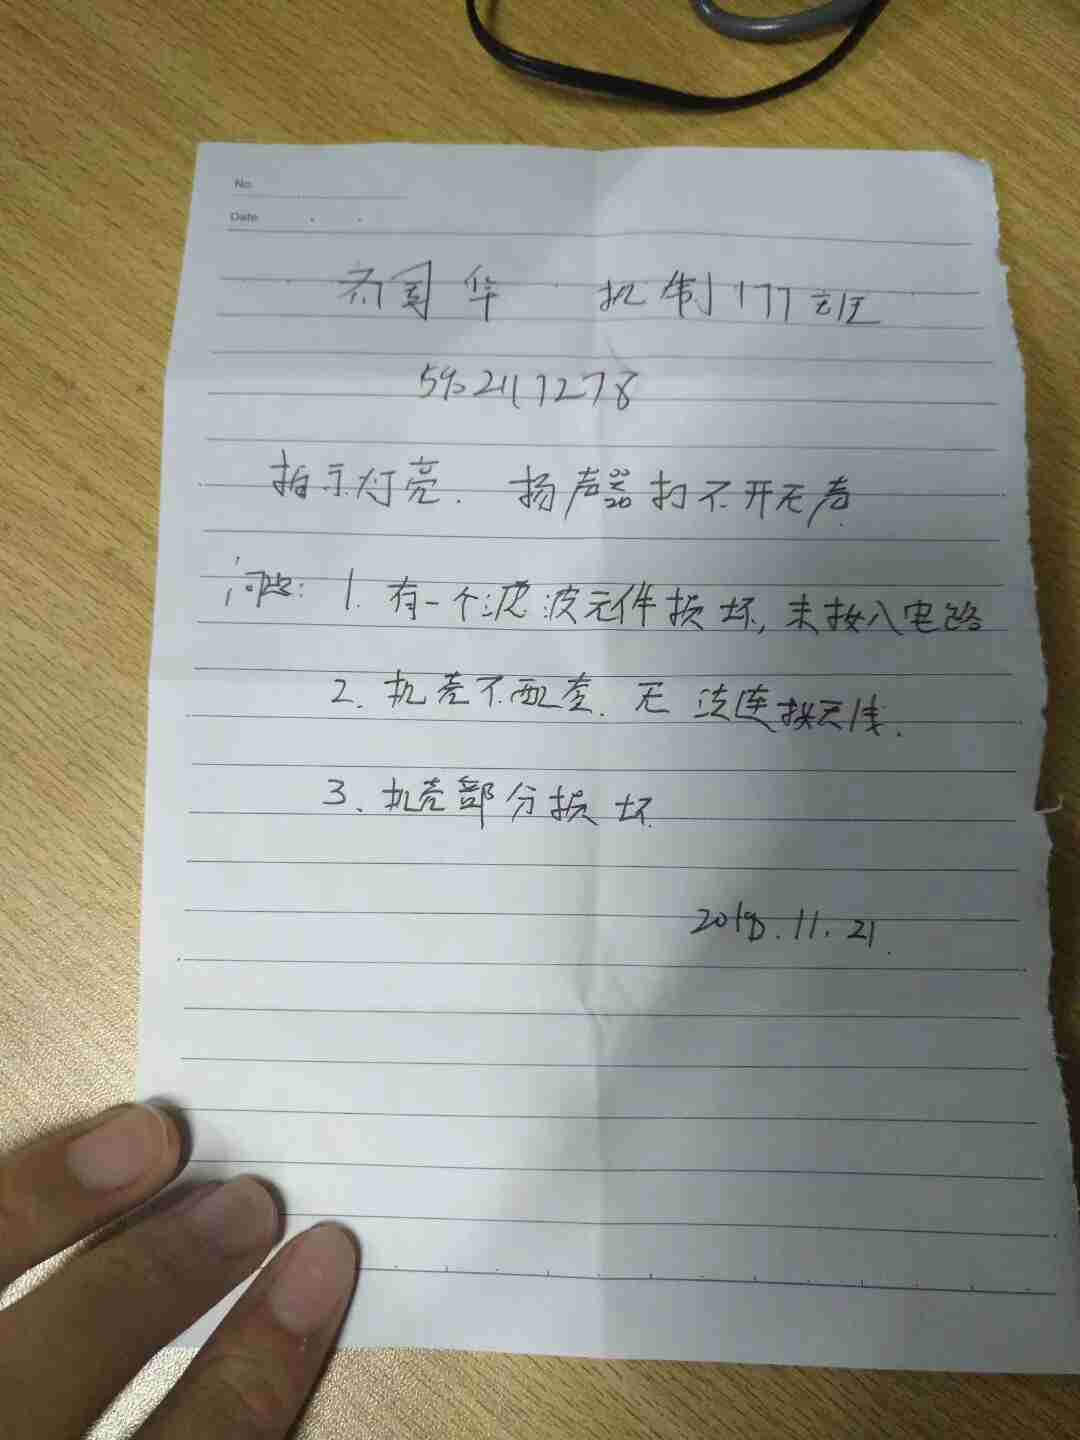 No.
Date
齐国华 机制177班
5902117278
指示灯亮. 扬声器打不开无声
问题: 1. 有一个滤波元件损坏, 未接入电路
2. 机壳不配套. 无法连接天线.
3. 机壳部分损坏.
2018.11.21.